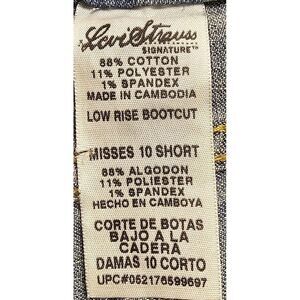 Levi Strauss
SIGNATURE™
88% COTTON
11% POLYESTER
1% SPANDEX
MADE IN CAMBODIA
LOW RISE BOOTCUT
MISSES 10 SHORT
88% ALGODON
11% POLIESTER
1% SPANDEX
HECHO EN CAMBOYA
CORTE DE BOTAS
BAJO A LA
CADERA
DAMAS 10 CORTO
UPC#052176599697